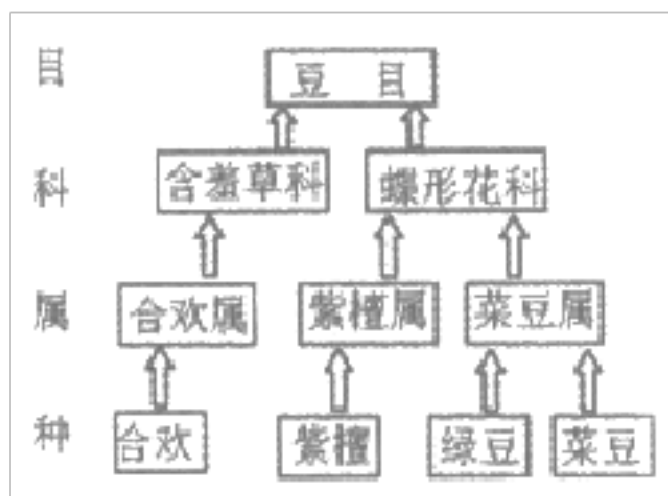 目 豆 目
科 含羞草科 蝶形花科
属 合欢属 紫檀属 菜豆属
种 合欢 紫檀 绿豆 菜豆